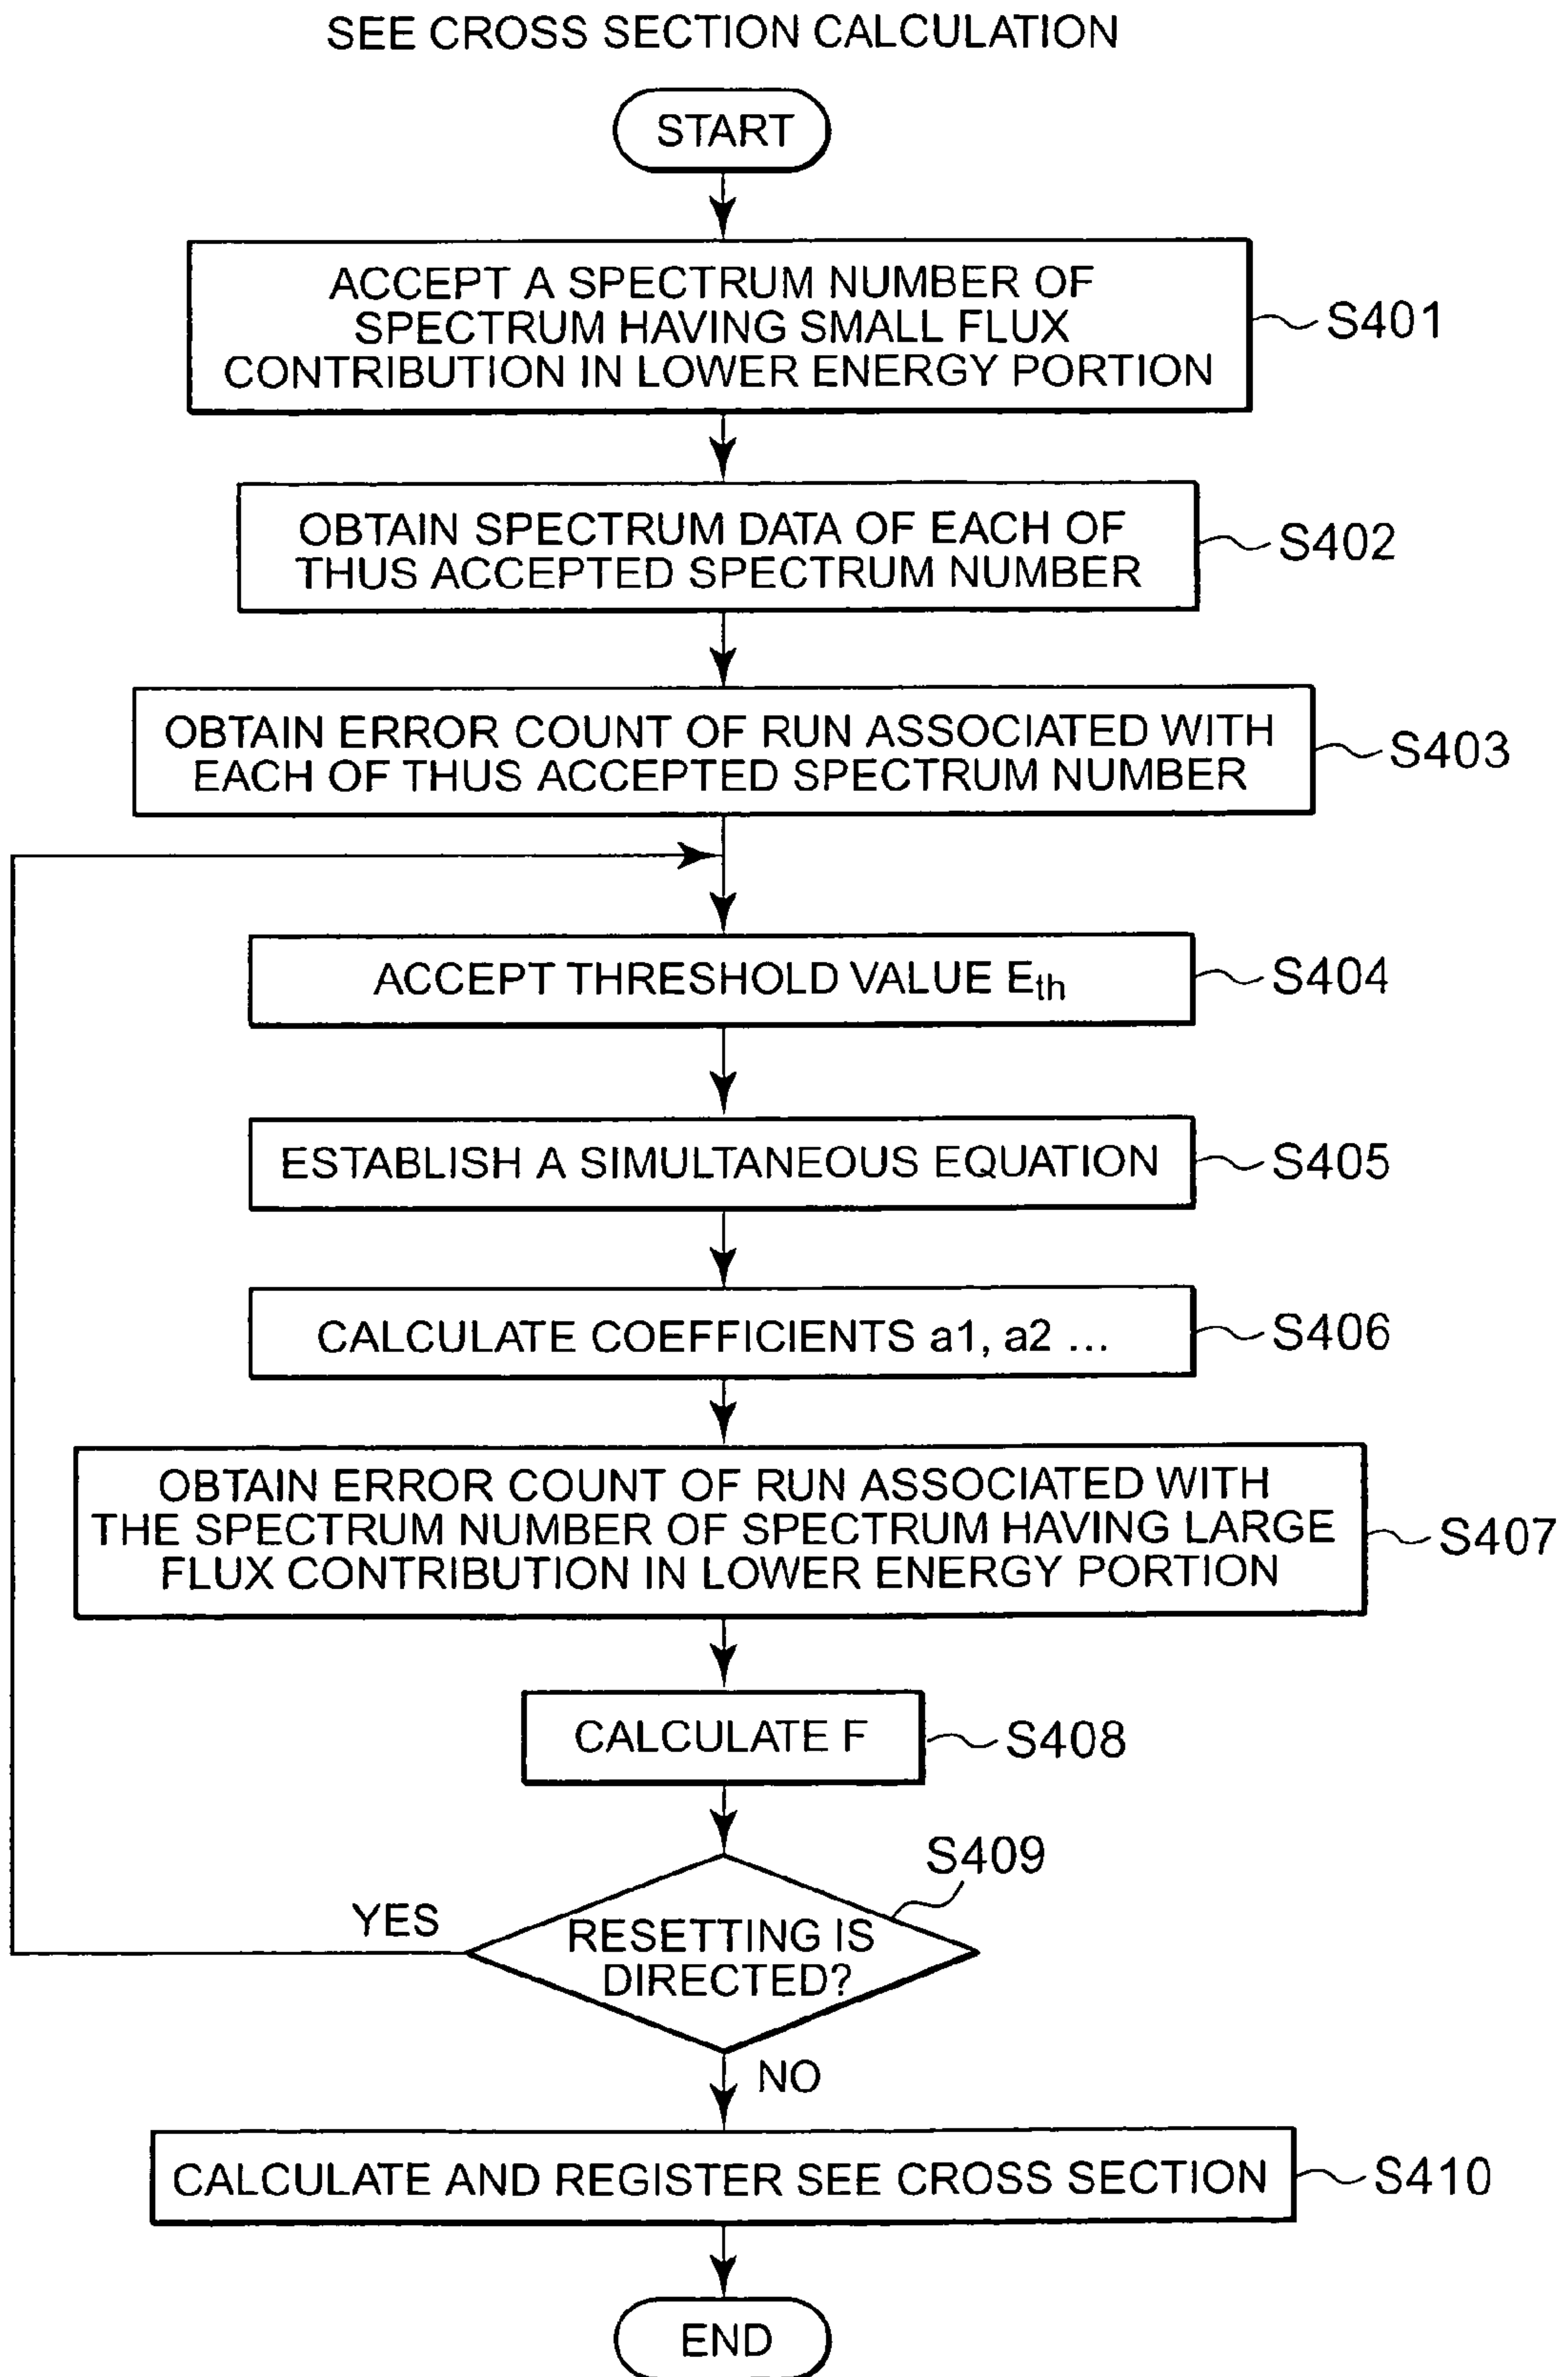 SEE CROSS SECTION CALCULATION
START
ACCEPT A SPECTRUM NUMBER OF
SPECTRUM HAVING SMALL FLUX
CONTRIBUTION IN LOWER ENERGY PORTION
S401
OBTAIN SPECTRUM DATA OF EACH OF
THUS ACCEPTED SPECTRUM NUMBER
S402
OBTAIN ERROR COUNT OF RUN ASSOCIATED WITH
EACH OF THUS ACCEPTED SPECTRUM NUMBER
S403
ACCEPT THRESHOLD VALUE Eth
S404
ESTABLISH A SIMULTANEOUS EQUATION
S405
CALCULATE COEFFICIENTS a1, a2 ...
S406
OBTAIN ERROR COUNT OF RUN ASSOCIATED WITH
THE SPECTRUM NUMBER OF SPECTRUM HAVING LARGE
FLUX CONTRIBUTION IN LOWER ENERGY PORTION
S407
CALCULATE F
S408
S409
YES
RESETTING IS
DIRECTED?
NO
CALCULATE AND REGISTER SEE CROSS SECTION
S410
END